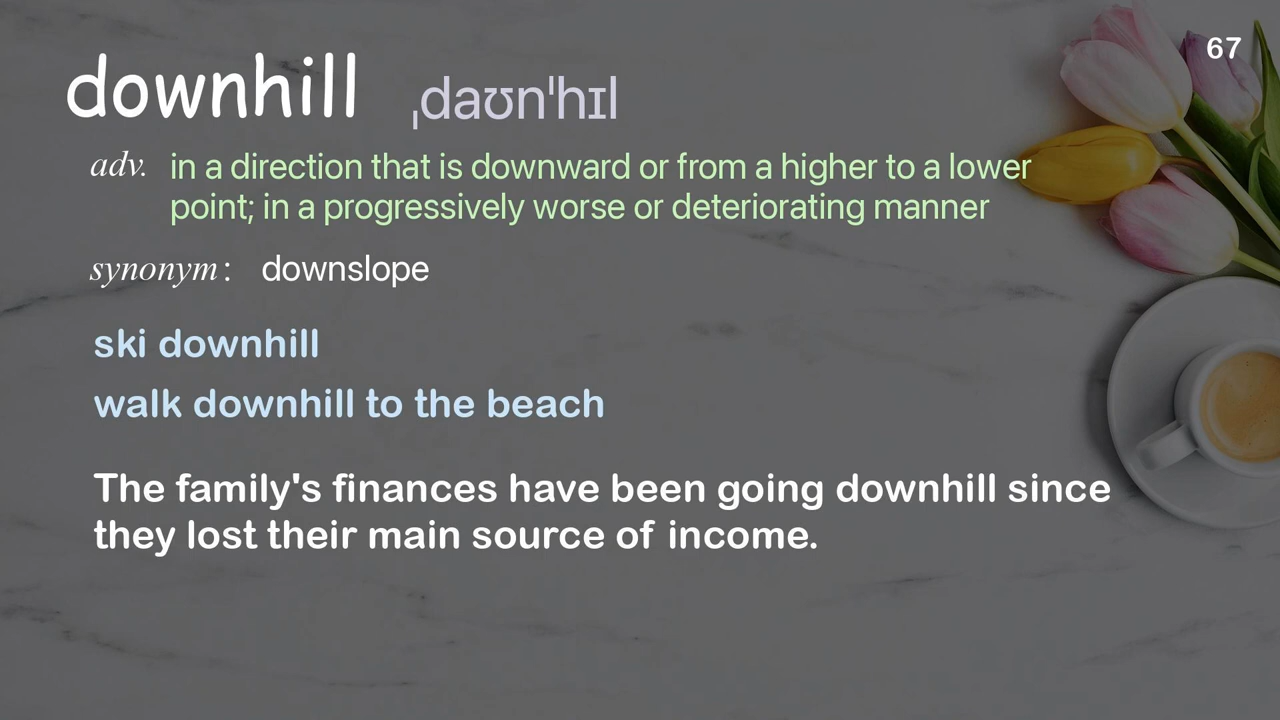 67
downhill ˌdaʊnˈhɪl
adv. in a direction that is downward or from a higher to a lower
point; in a progressively worse or deteriorating manner
synonym: downslope
ski downhill
walk downhill to the beach
The family's finances have been going downhill since
they lost their main source of income.